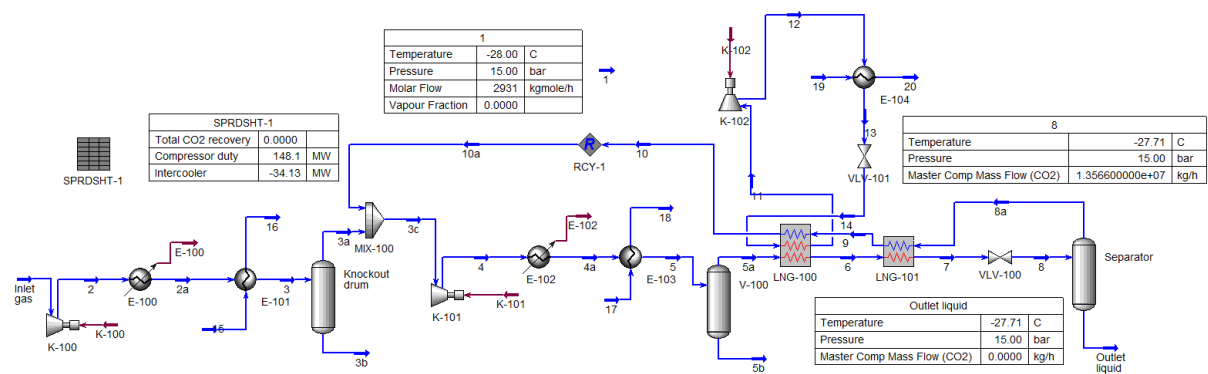 1
Temperature -28.00 C
Pressure 15.00 bar
Molar Flow 2931 kgmole/h
Vapour Fraction 0.0000
1
12
K-102
19
20
E-104
K-102
13
SPRDSHT-1
Total CO2 recovery 0.0000
Compressor duty 148.1 MW
Intercooler -34.13 MW
SPRDSHT-1
8
Temperature -27.71 C
Pressure 15.00 bar
Master Comp Mass Flow (CO2) 1.356600000e+07 kg/h
10a
RCY-1
10
VLV-101
11
14
8a
16
E-100
3a
MIX-100
3c
E-102
18
9
Inlet gas
2
E-100
2a
E-101
3
Knockout drum
4
E-102
4a
E-103
5
5a
V-100
LNG-100
6
LNG-101
7
VLV-100
8
Separator
K-100
K-100
15
K-101
K-101
17
3b
5b
Outlet liquid
Temperature -27.71 C
Pressure 15.00 bar
Master Comp Mass Flow (CO2) 0.0000 kg/h
Outlet liquid